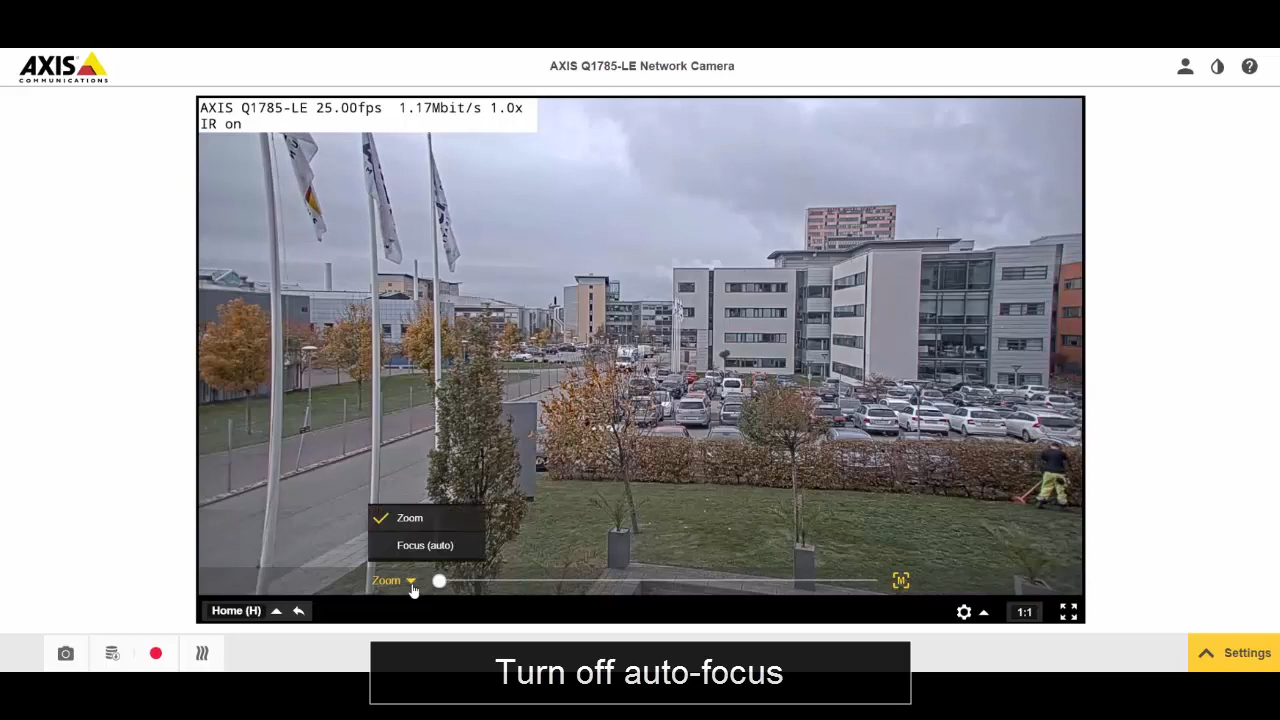 AXIS
COMMUNICATIONS
AXIS Q1785-LE Network Camera
AXIS Q1785-LE 25.00fps 1.17Mbit/s 1.0x
IR on
Zoom
Focus (auto)
Zoom
M
Home (H)
1:1
Settings
Turn off auto-focus